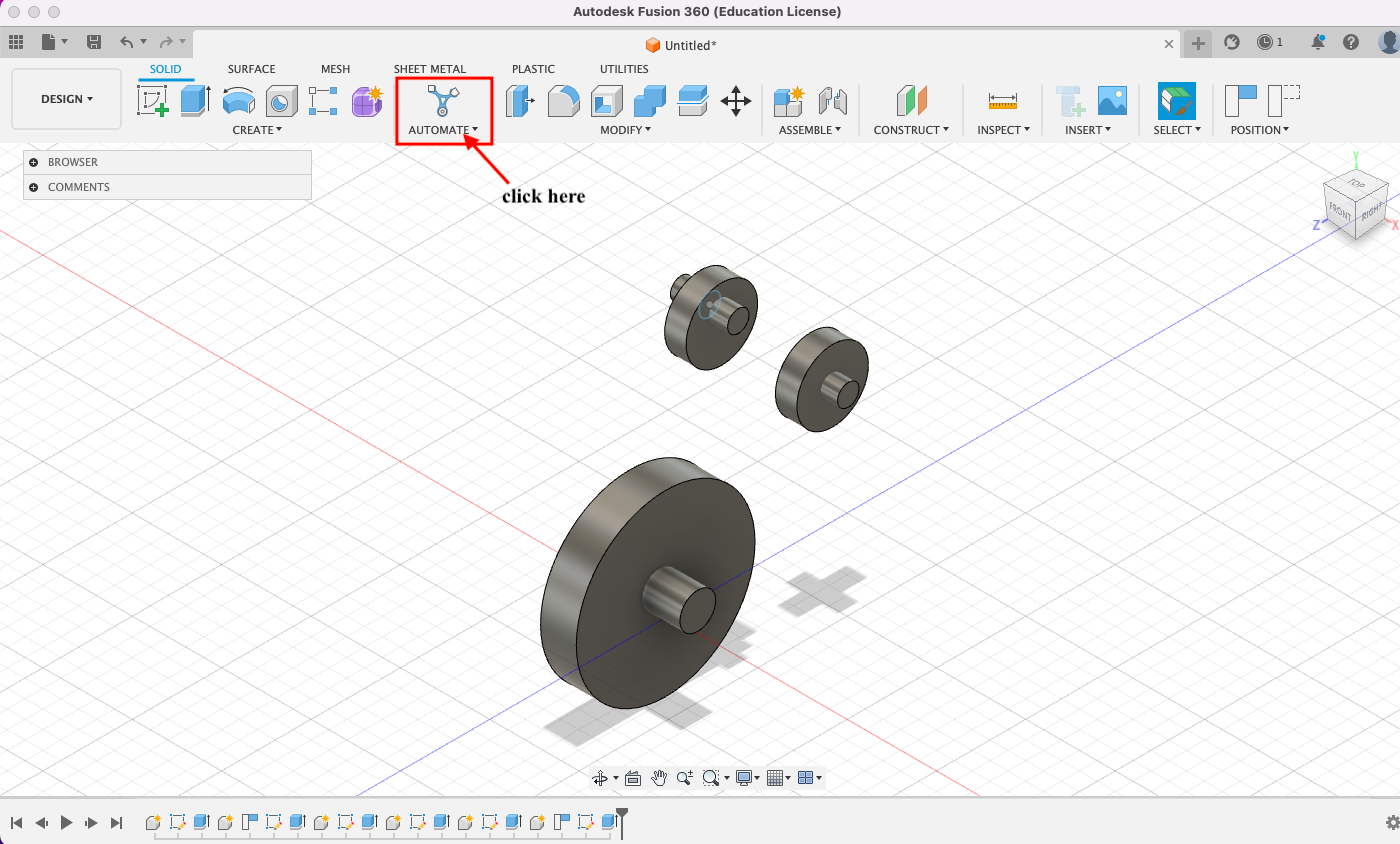 Autodesk Fusion 360 (Education License)
Untitled*
1
SOLID
SURFACE
MESH
SHEET METAL
PLASTIC
UTILITIES
DESIGN
CREATE
AUTOMATE
MODIFY
ASSEMBLE
CONSTRUCT
INSPECT
INSERT
SELECT
POSITION
BROWSER
COMMENTS
click here
Y
TOP
FRONT
RIGHT
Z
X